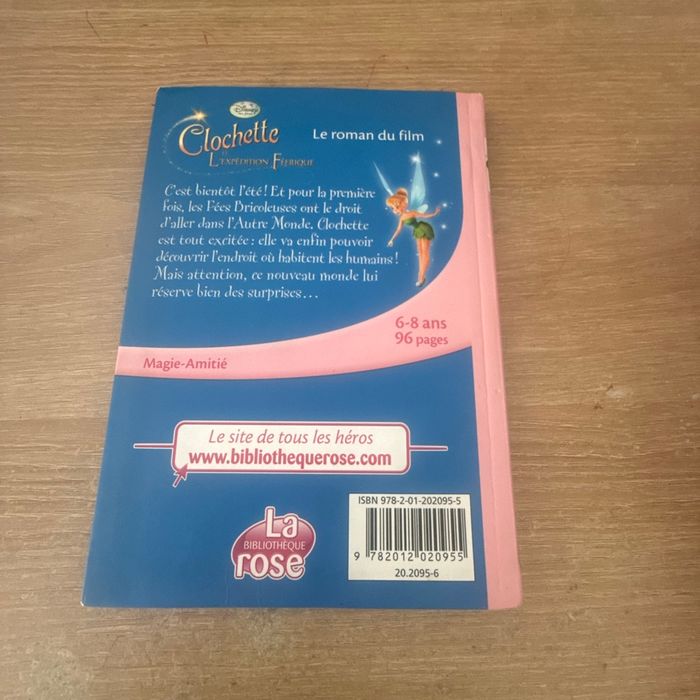 Disney
Clochette
ET
L'EXPÉDITION FÉERIQUE
Le roman du film
C'est bientôt l'été ! Et pour la première
fois, les Fées Bricoleuses ont le droit
d'aller dans l'Autre Monde. Clochette
est tout excitée : elle va enfin pouvoir
découvrir l'endroit où habitent les humains !
Mais attention, ce nouveau monde lui
réserve bien des surprises…
6-8 ans
96 pages
Magie-Amitié
Le site de tous les héros
www.bibliothequerose.com
La
BIBLIOTHÈQUE
rose
ISBN 978-2-01-202095-5
9 782012 020955
20.2095-6